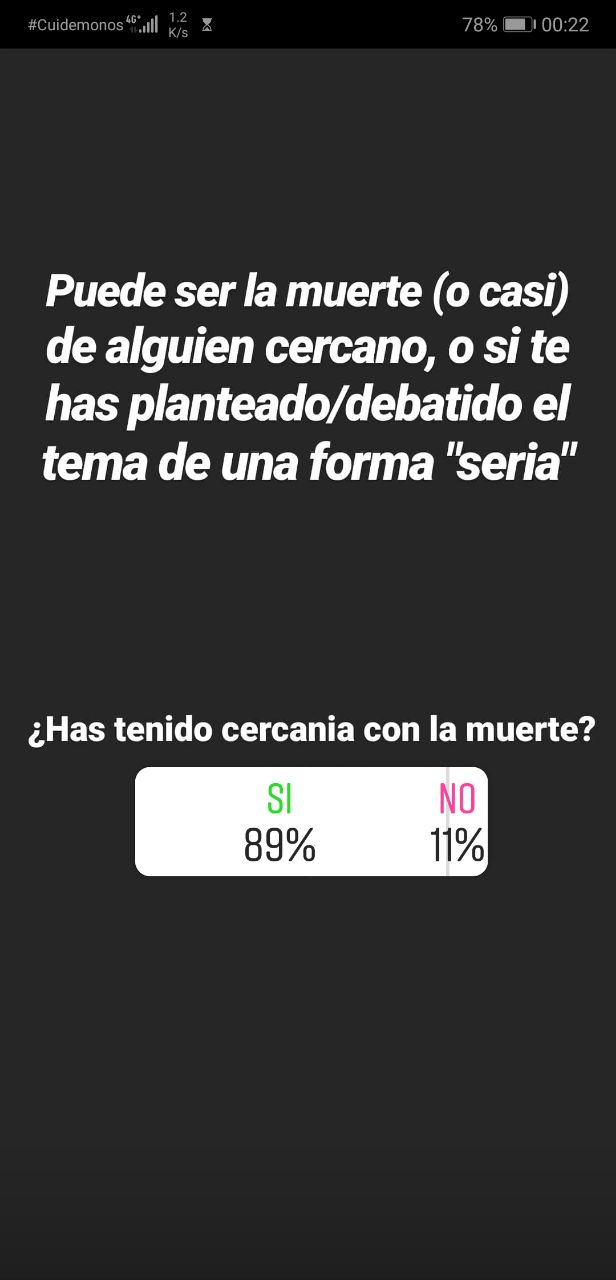 #Cuidemonos 4G+ 1.2 K/s 78% 00:22
Puede ser la muerte (o casi)
de alguien cercano, o si te
has planteado/debatido el
tema de una forma "seria"
¿Has tenido cercania con la muerte?
SI NO
89% 11%